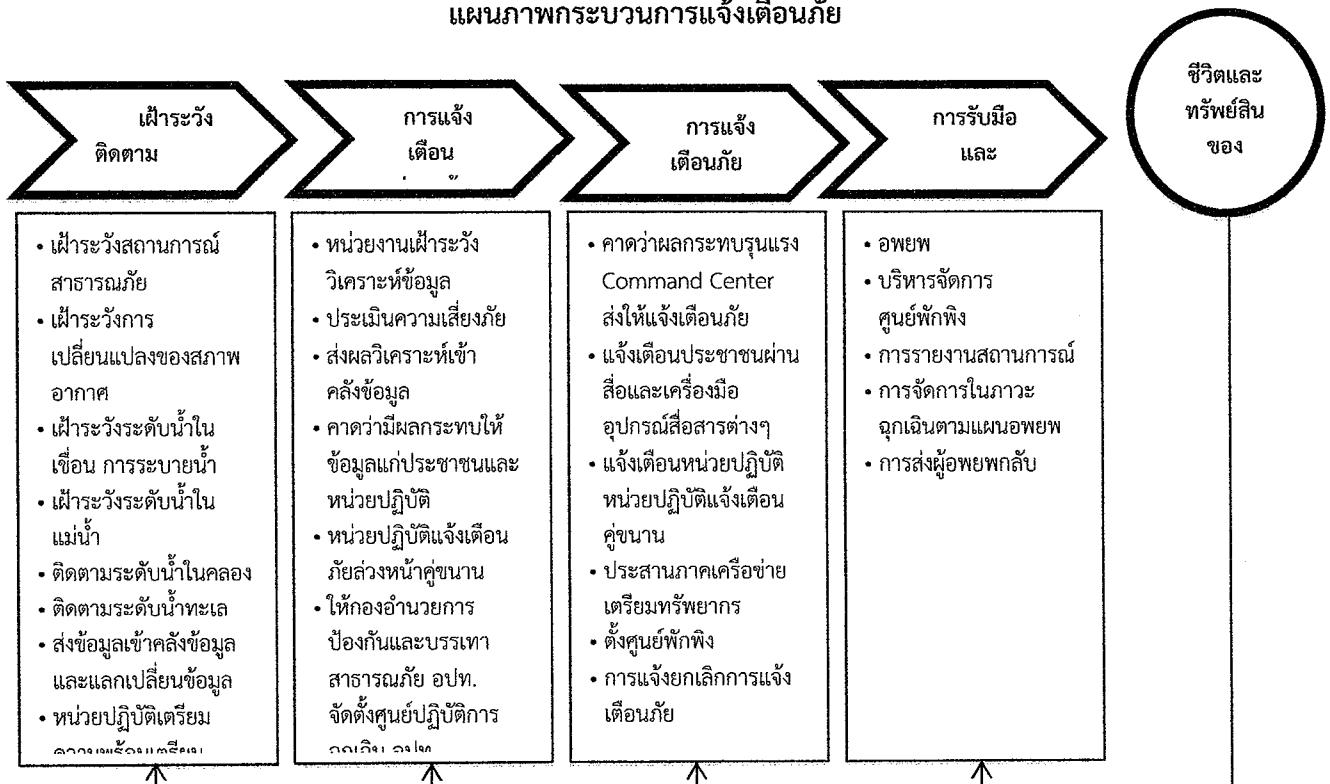 แผนภาพกระบวนการแจ้งเตือนภัย
เฝ้าระวัง
ติดตาม
การแจ้ง
เตือน
การแจ้ง
เตือนภัย
การรับมือ
และ
ชีวิตและ
ทรัพย์สิน
ของ
• เฝ้าระวังสถานการณ์
สาธารณภัย
• เฝ้าระวังการ
เปลี่ยนแปลงของสภาพ
อากาศ
• เฝ้าระวังระดับน้ำใน
เขื่อน การระบายน้ำ
• เฝ้าระวังระดับน้ำใน
แม่น้ำ
• ติดตามระดับน้ำในคลอง
• ติดตามระดับน้ำทะเล
• ส่งข้อมูลเข้าคลังข้อมูล
และแลกเปลี่ยนข้อมูล
• หน่วยปฏิบัติเตรียม
ความพร้อมเตรียม
• หน่วยงานเฝ้าระวัง
วิเคราะห์ข้อมูล
• ประเมินความเสี่ยงภัย
• ส่งผลวิเคราะห์เข้า
คลังข้อมูล
• คาดว่ามีผลกระทบให้
ข้อมูลแก่ประชาชนและ
หน่วยปฏิบัติ
• หน่วยปฏิบัติแจ้งเตือน
ภัยล่วงหน้าคู่ขนาน
• ให้กองอำนวยการ
ป้องกันและบรรเทา
สาธารณภัย อปท.
จัดตั้งศูนย์ปฏิบัติการ
ฉุกเฉิน อปท
• คาดว่าผลกระทบรุนแรง
Command Center
ส่งให้แจ้งเตือนภัย
• แจ้งเตือนประชาชนผ่าน
สื่อและเครื่องมือ
อุปกรณ์สื่อสารต่างๆ
• แจ้งเตือนหน่วยปฏิบัติ
หน่วยปฏิบัติแจ้งเตือน
คู่ขนาน
• ประสานภาคเครือข่าย
เตรียมทรัพยากร
• ตั้งศูนย์พักพิง
• การแจ้งยกเลิกการแจ้ง
เตือนภัย
• อพยพ
• บริหารจัดการ
ศูนย์พักพิง
• การรายงานสถานการณ์
• การจัดการในภาวะ
ฉุกเฉินตามแผนอพยพ
• การส่งผู้อพยพกลับ